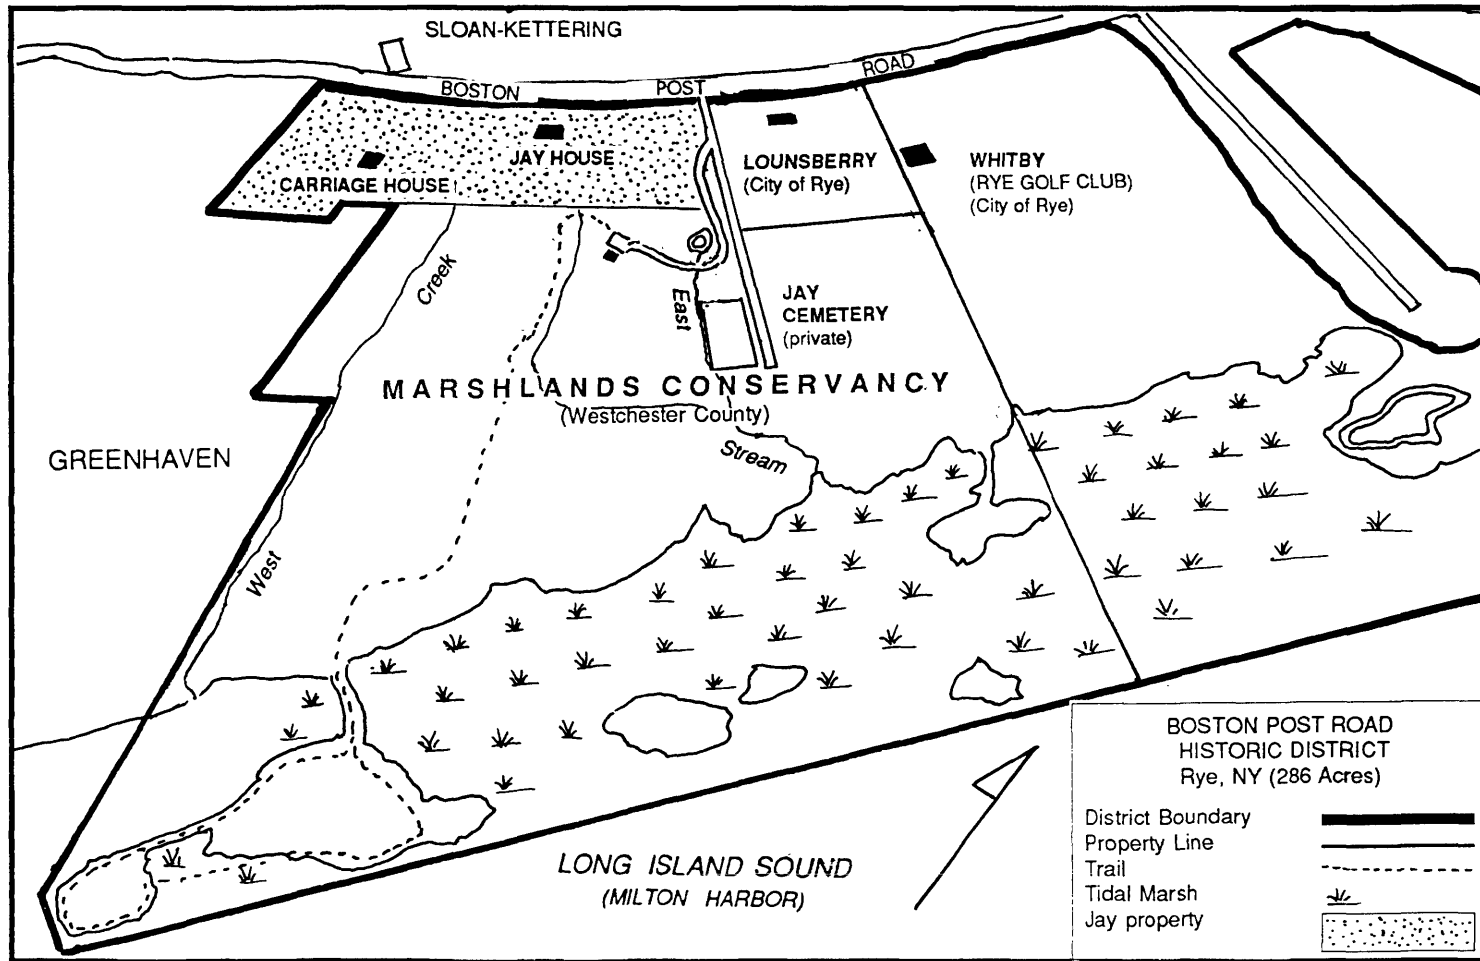 SLOAN-KETTERING
BOSTON POST ROAD
JAY HOUSE
CARRIAGE HOUSE
LOUNSBERRY
(City of Rye)
WHITBY
(RYE GOLF CLUB)
(City of Rye)
Creek
East
JAY
CEMETERY
(private)
MARSHLANDS CONSERVANCY
(Westchester County)
GREENHAVEN
Stream
West
LONG ISLAND SOUND
(MILTON HARBOR)
BOSTON POST ROAD
HISTORIC DISTRICT
Rye, NY (286 Acres)
District Boundary
Property Line
Trail
Tidal Marsh
Jay property